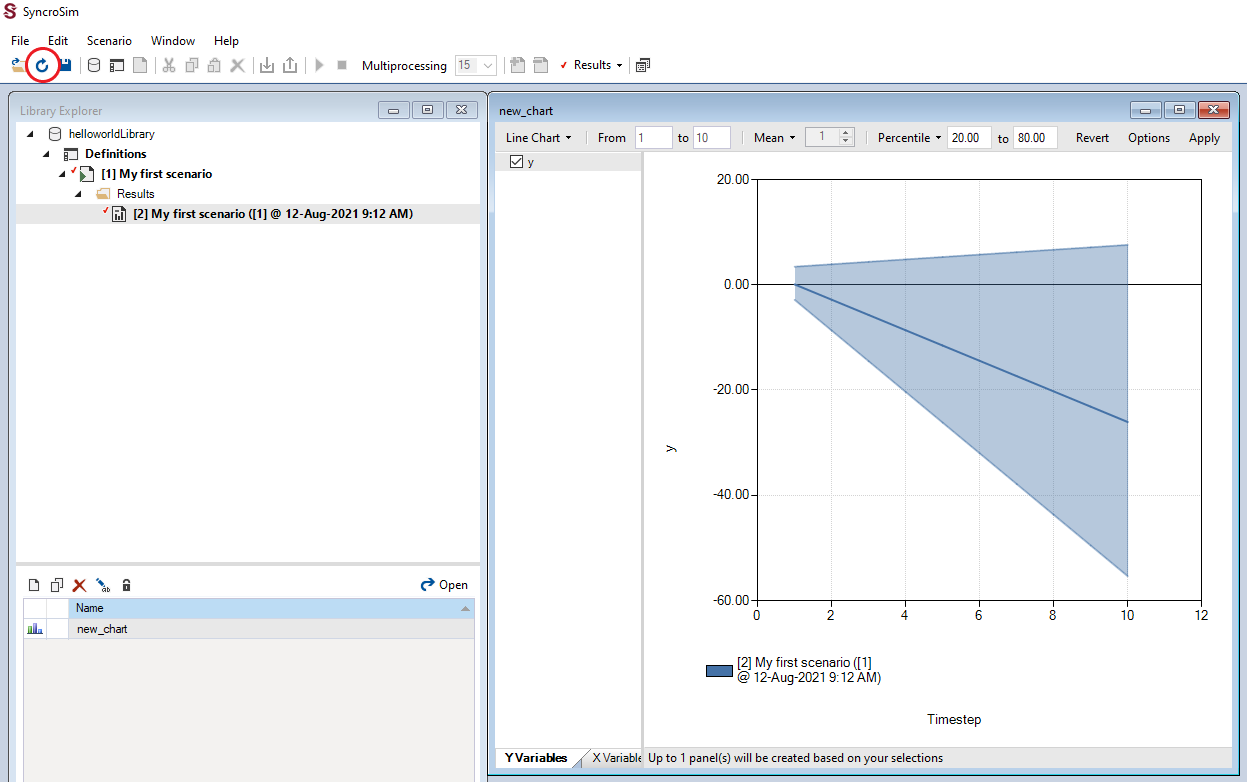 SyncroSim
File Edit Scenario Window Help
Multiprocessing 15 Results
Library Explorer
helloworldLibrary
Definitions
[1] My first scenario
Results
[2] My first scenario ([1] @ 12-Aug-2021 9:12 AM)
Open
Name
new_chart
new_chart
Line Chart From 1 to 10 Mean 1 Percentile 20.00 to 80.00 Revert Options Apply
y
20.00
0.00
-20.00
-40.00
-60.00
y
0 2 4 6 8 10 12
[2] My first scenario ([1]
@ 12-Aug-2021 9:12 AM)
Timestep
Y Variables X Variable Up to 1 panel(s) will be created based on your selections